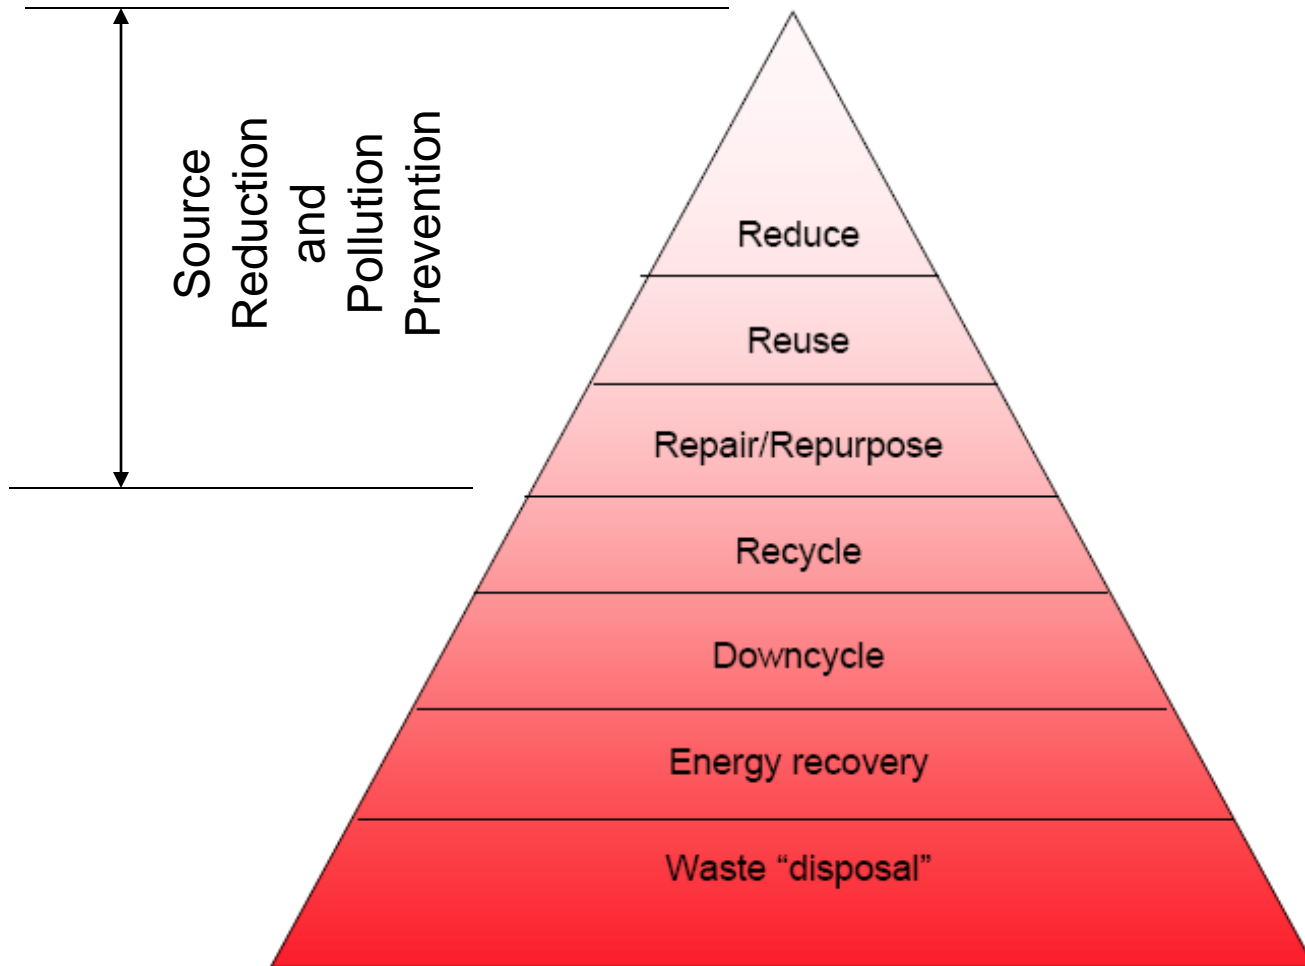 Source
Reduction
and
Pollution
Prevention
Reduce
Reuse
Repair/Repurpose
Recycle
Downcycle
Energy recovery
Waste “disposal”